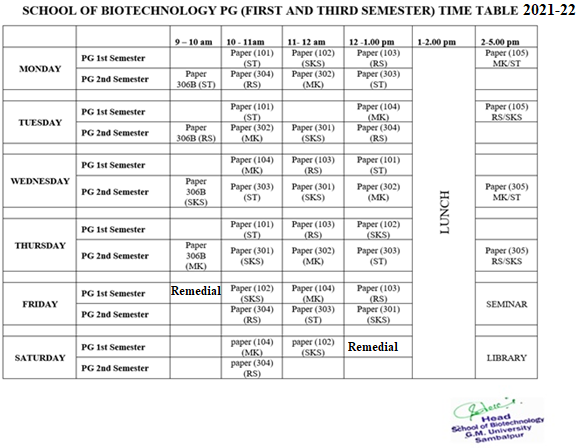 SCHOOL OF BIOTECHNOLOGY PG (FIRST AND THIRD SEMESTER) TIME TABLE 2021-22
9 – 10 am 10 - 11am 11- 12 am 12 -1.00 pm 1-2.00 pm 2-5.00 pm
MONDAY
PG 1st Semester Paper (101) (ST) Paper (102) (SKS) Paper (103) (RS) Paper (105) MK/ST
PG 2nd Semester Paper 306B (ST) Paper (304) (RS) Paper (302) (MK) Paper (303) (ST)
TUESDAY
PG 1st Semester Paper (101) (ST) Paper (104) (MK) Paper (105) RS/SKS
PG 2nd Semester Paper 306B (RS) Paper (302) (MK) Paper (301) (SKS) Paper (304) (RS)
WEDNESDAY
PG 1st Semester Paper (104) (MK) Paper (103) (RS) Paper (101) (ST)
PG 2nd Semester Paper 306B (SKS) Paper (303) (ST) Paper (301) (SKS) Paper (302) (MK) Paper (305) MK/ST
LUNCH
THURSDAY
PG 1st Semester Paper (101) (ST) Paper (103) (RS) Paper (102) (SKS)
PG 2nd Semester Paper 306B (MK) Paper (301) (SKS) Paper (302) (MK) Paper (303) (ST) Paper (305) RS/SKS
FRIDAY
PG 1st Semester Remedial Paper (102) (SKS) Paper (104) (MK) Paper (103) (RS)
PG 2nd Semester Paper (304) (RS) Paper (303) (ST) Paper (301) (SKS)
SEMINAR
SATURDAY
PG 1st Semester paper (104) (MK) paper (102) (SKS) Remedial
PG 2nd Semester paper (304) (RS)
LIBRARY
Head
School of Biotechnology
G.M. University
Sambalpur